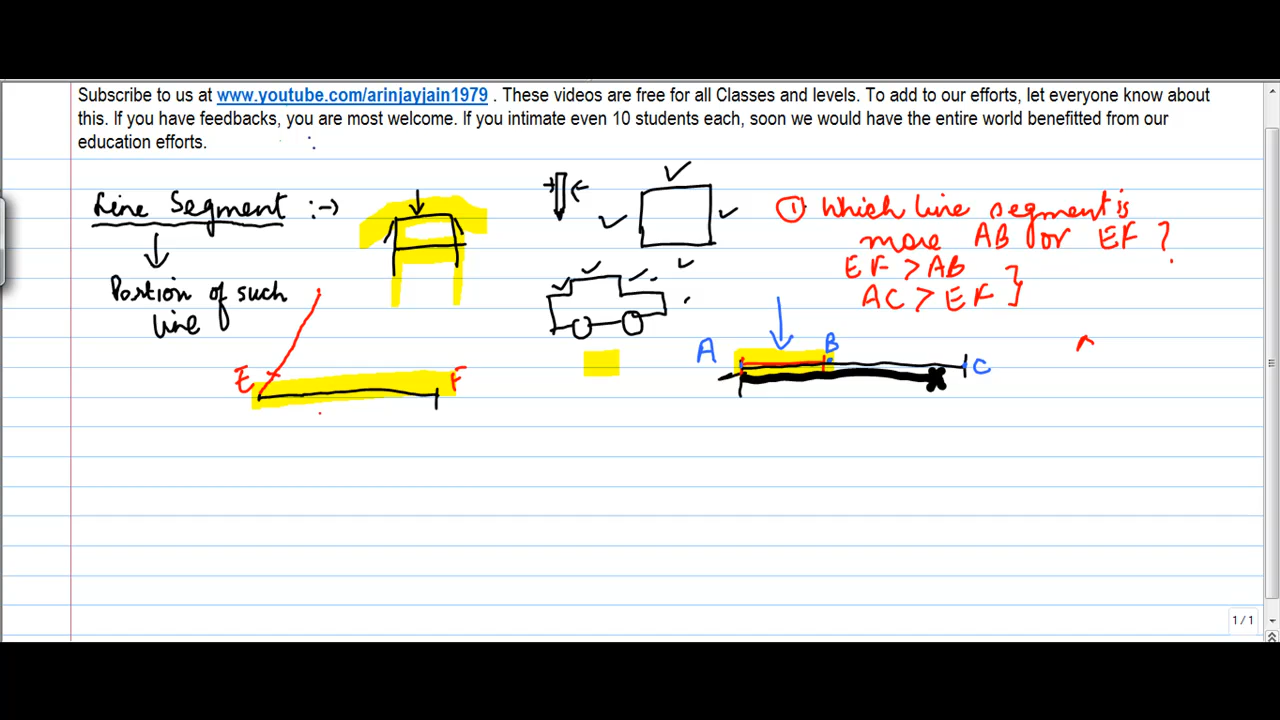 Subscribe to us at www.youtube.com/arinjayjain1979 . These videos are free for all Classes and levels. To add to our efforts, let everyone know about
this. If you have feedbacks, you are most welcome. If you intimate even 10 students each, soon we would have the entire world benefitted from our
education efforts.
Line Segment :->
Portion of such
line
① Which line segment is
more AB or EF ?
EF > AB
AC > EF
E
F
A
B
C
1 / 1